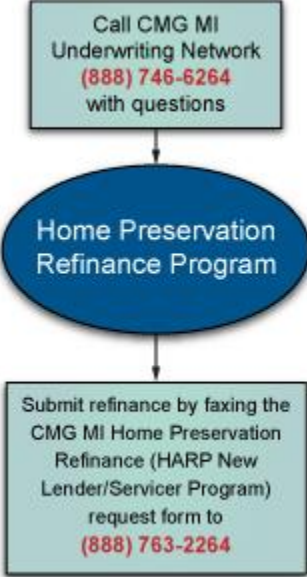 Call CMG MI
Underwriting Network
(888) 746-6264
with questions
Home Preservation
Refinance Program
Submit refinance by faxing the
CMG MI Home Preservation
Refinance (HARP New
Lender/Servicer Program)
request form to
(888) 763-2264